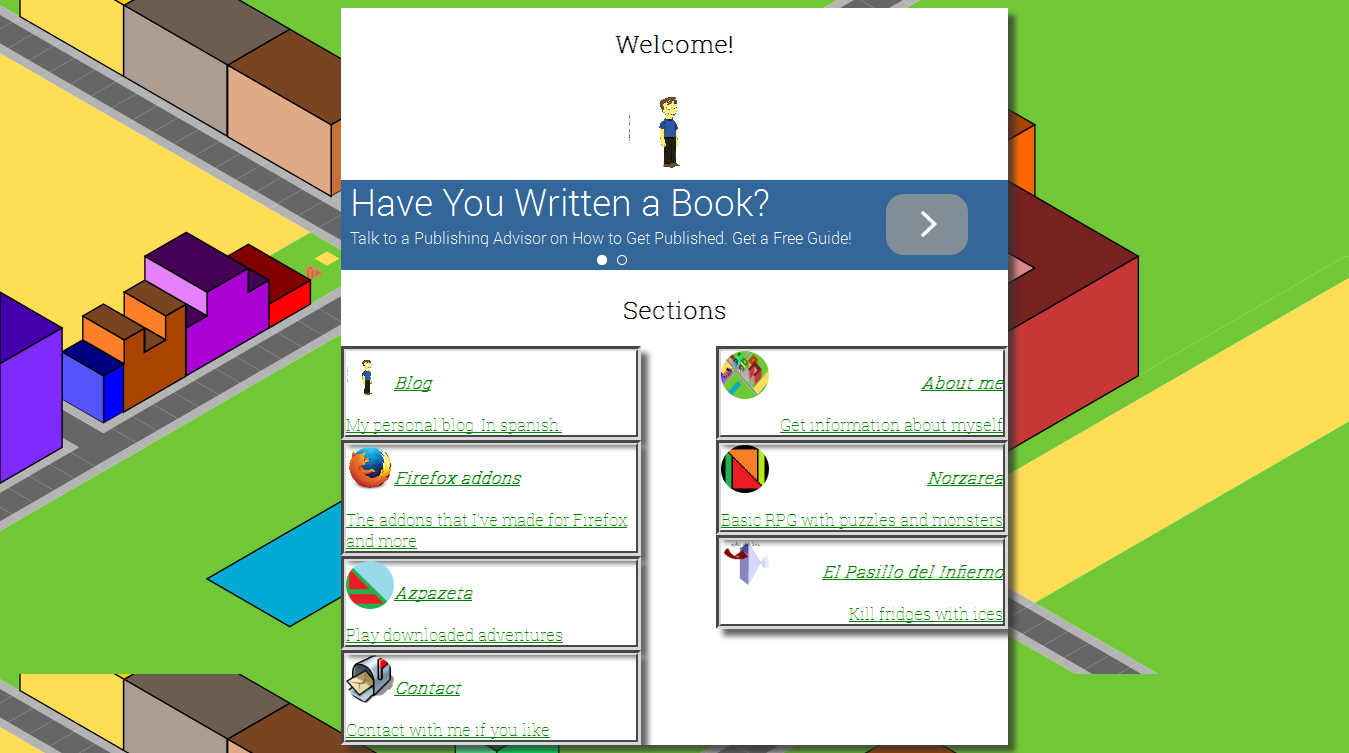 Welcome!
Have You Written a Book?
Talk to a Publishing Advisor on How to Get Published. Get a Free Guide!
Sections
Blog
My personal blog. In spanish.
Firefox addons
The addons that I've made for Firefox
and more
Azpazeta
Play downloaded adventures
Contact
Contact with me if you like
About me
Get information about myself
Norzarea
Basic RPG with puzzles and monsters
El Pasillo del Infierno
Kill fridges with ices